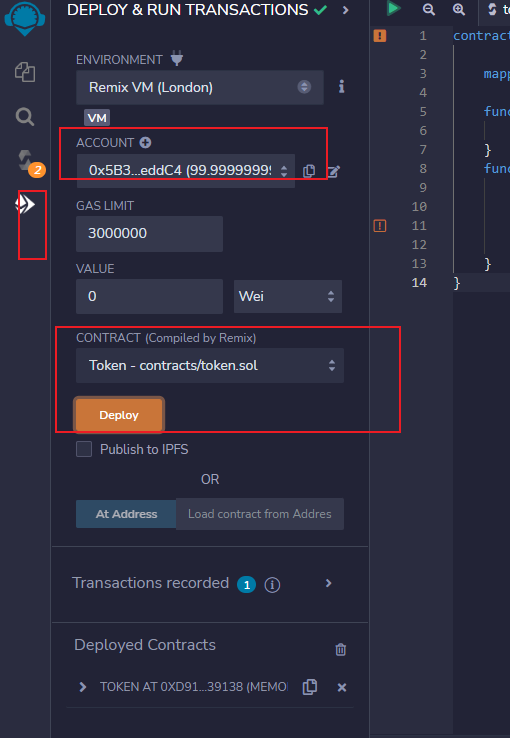 DEPLOY & RUN TRANSACTIONS
ENVIRONMENT
Remix VM (London)
VM
ACCOUNT
0x5B3...eddC4 (99.99999999
2
GAS LIMIT
3000000
VALUE
0 Wei
CONTRACT (Compiled by Remix)
Token - contracts/token.sol
Deploy
Publish to IPFS
OR
At Address Load contract from Addres
Transactions recorded 1
Deployed Contracts
TOKEN AT 0XD91...39138 (MEMO
to
1 contract
2
3 mapp
4
5 func
6
7 }
8 func
9
10
11
12
13 }
14 }